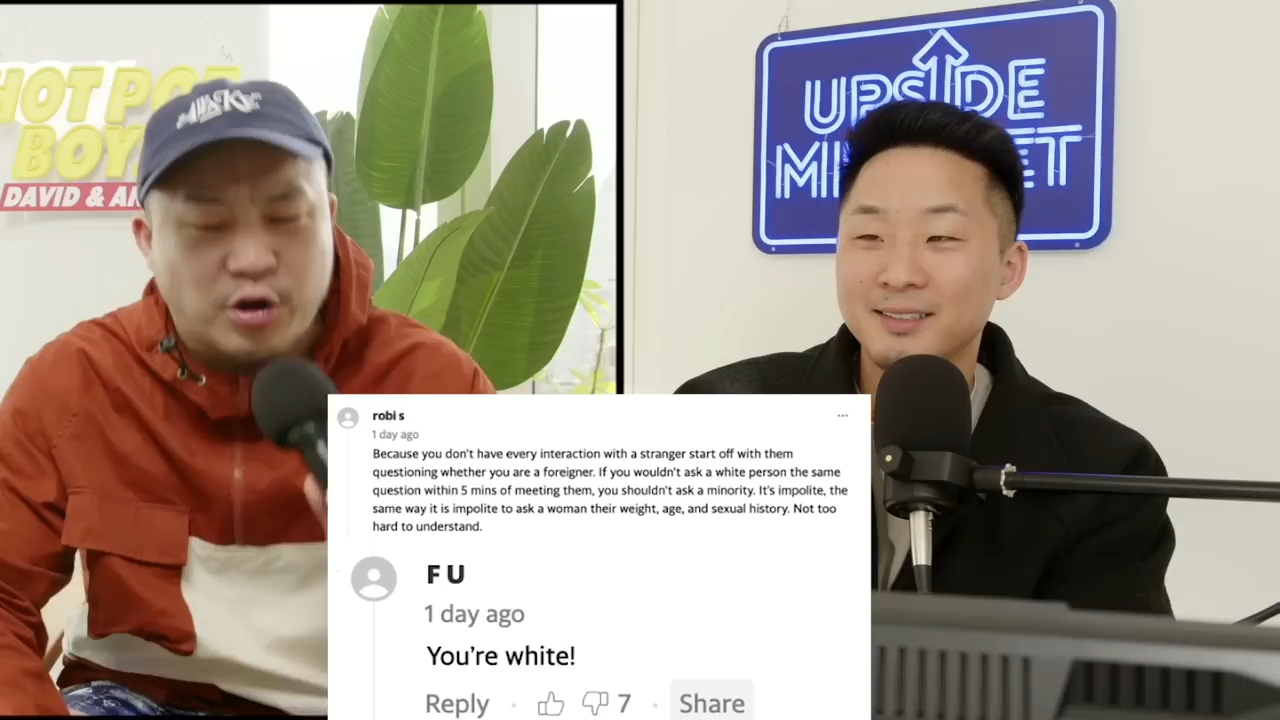 HOT PO
BOY
DAVID & A
UPSIDE
M ET
robi s
1 day ago
Because you don't have every interaction with a stranger start off with them
questioning whether you are a foreigner. If you wouldn't ask a white person the same
question within 5 mins of meeting them, you shouldn't ask a minority. It's impolite, the
same way it is impolite to ask a woman their weight, age, and sexual history. Not too
hard to understand.
F U
1 day ago
You're white!
Reply · 7 · Share